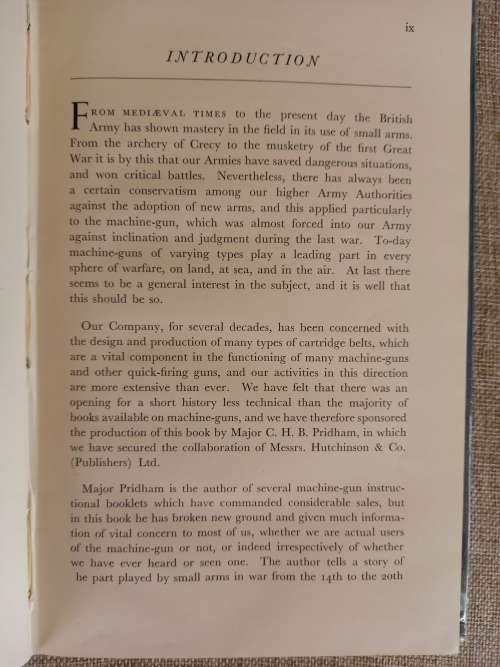 ix
INTRODUCTION
FROM MEDIÆVAL TIMES to the present day the British
Army has shown mastery in the field in its use of small arms.
From the archery of Crecy to the musketry of the first Great
War it is by this that our Armies have saved dangerous situations,
and won critical battles. Nevertheless, there has always been
a certain conservatism among our higher Army Authorities
against the adoption of new arms, and this applied particularly
to the machine-gun, which was almost forced into our Army
against inclination and judgment during the last war. To-day
machine-guns of varying types play a leading part in every
sphere of warfare, on land, at sea, and in the air. At last there
seems to be a general interest in the subject, and it is well that
this should be so.
Our Company, for several decades, has been concerned with
the design and production of many types of cartridge belts, which
are a vital component in the functioning of many machine-guns
and other quick-firing guns, and our activities in this direction
are more extensive than ever. We have felt that there was an
opening for a short history less technical than the majority of
books available on machine-guns, and we have therefore sponsored
the production of this book by Major C. H. B. Pridham, in which
we have secured the collaboration of Messrs. Hutchinson & Co.
(Publishers) Ltd.
Major Pridham is the author of several machine-gun instruc-
tional booklets which have commanded considerable sales, but
in this book he has broken new ground and given much informa-
tion of vital concern to most of us, whether we are actual users
of the machine-gun or not, or indeed irrespectively of whether
we have ever heard or seen one. The author tells a story of
he part played by small arms in war from the 14th to the 20th